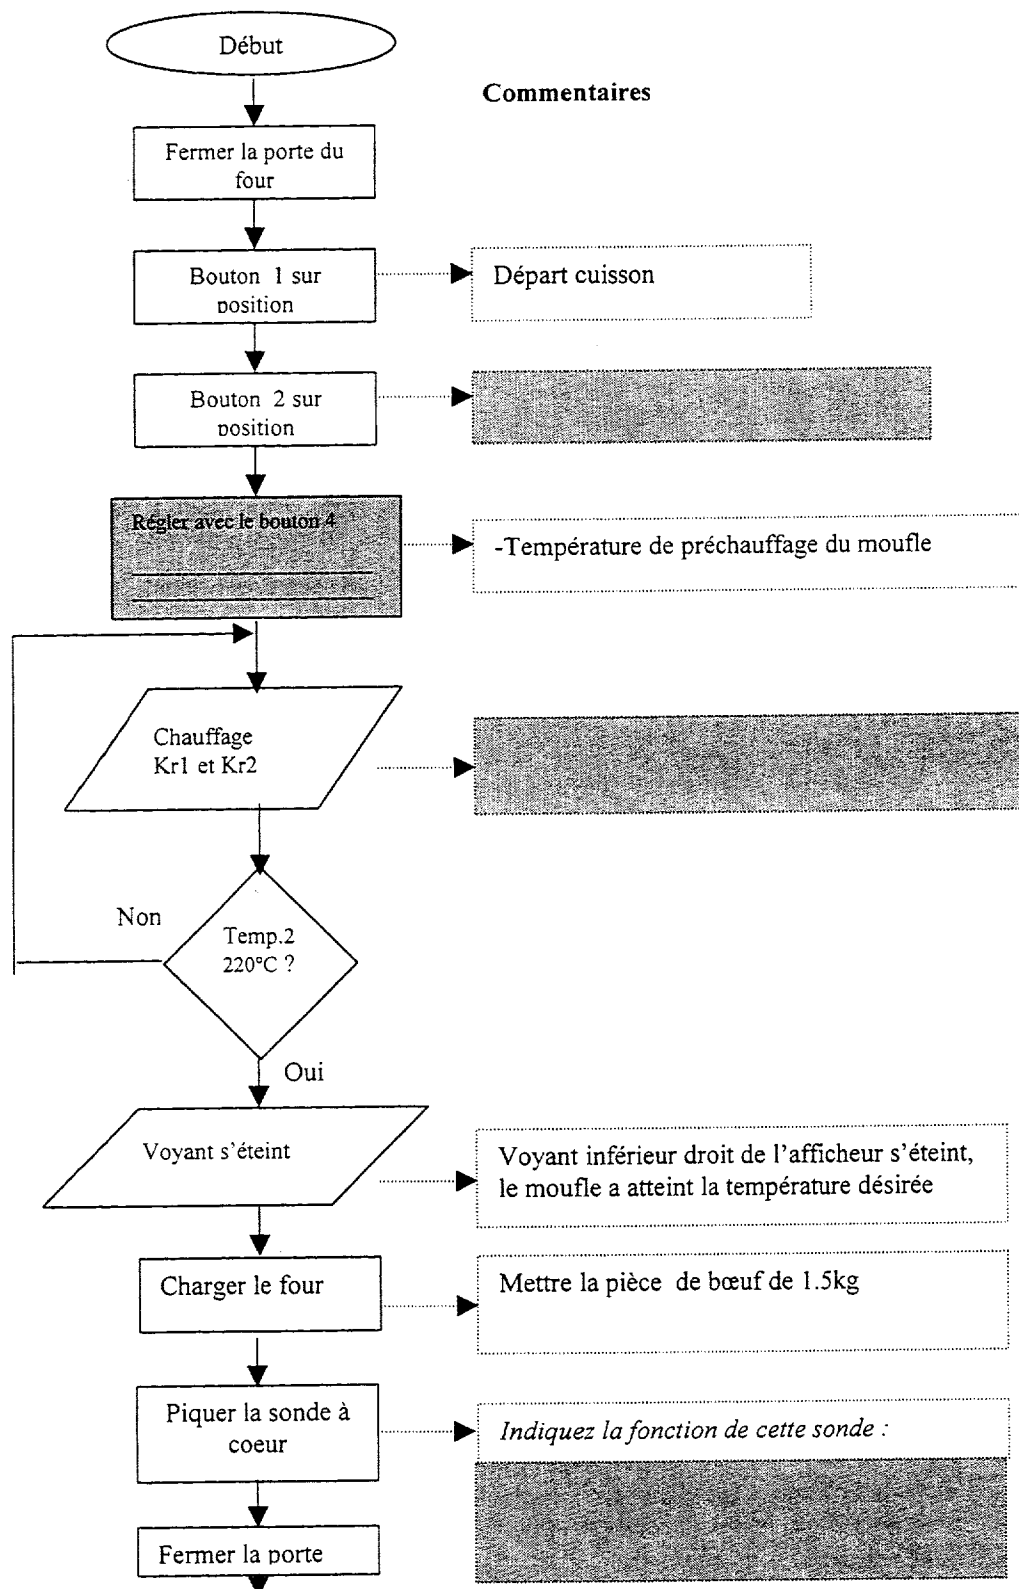 Début
Commentaires
Fermer la porte du
four
Bouton 1 sur
position
Départ cuisson
Bouton 2 sur
position
Régler avec le bouton 4
-Température de préchauffage du moufle
Chauffage
Kr1 et Kr2
Non
Temp.2
220°C ?
Oui
Voyant s'éteint
Voyant inférieur droit de l'afficheur s'éteint,
le moufle a atteint la température désirée
Charger le four
Mettre la pièce de bœuf de 1.5kg
Piquer la sonde à
coeur
Indiquez la fonction de cette sonde :
Fermer la porte